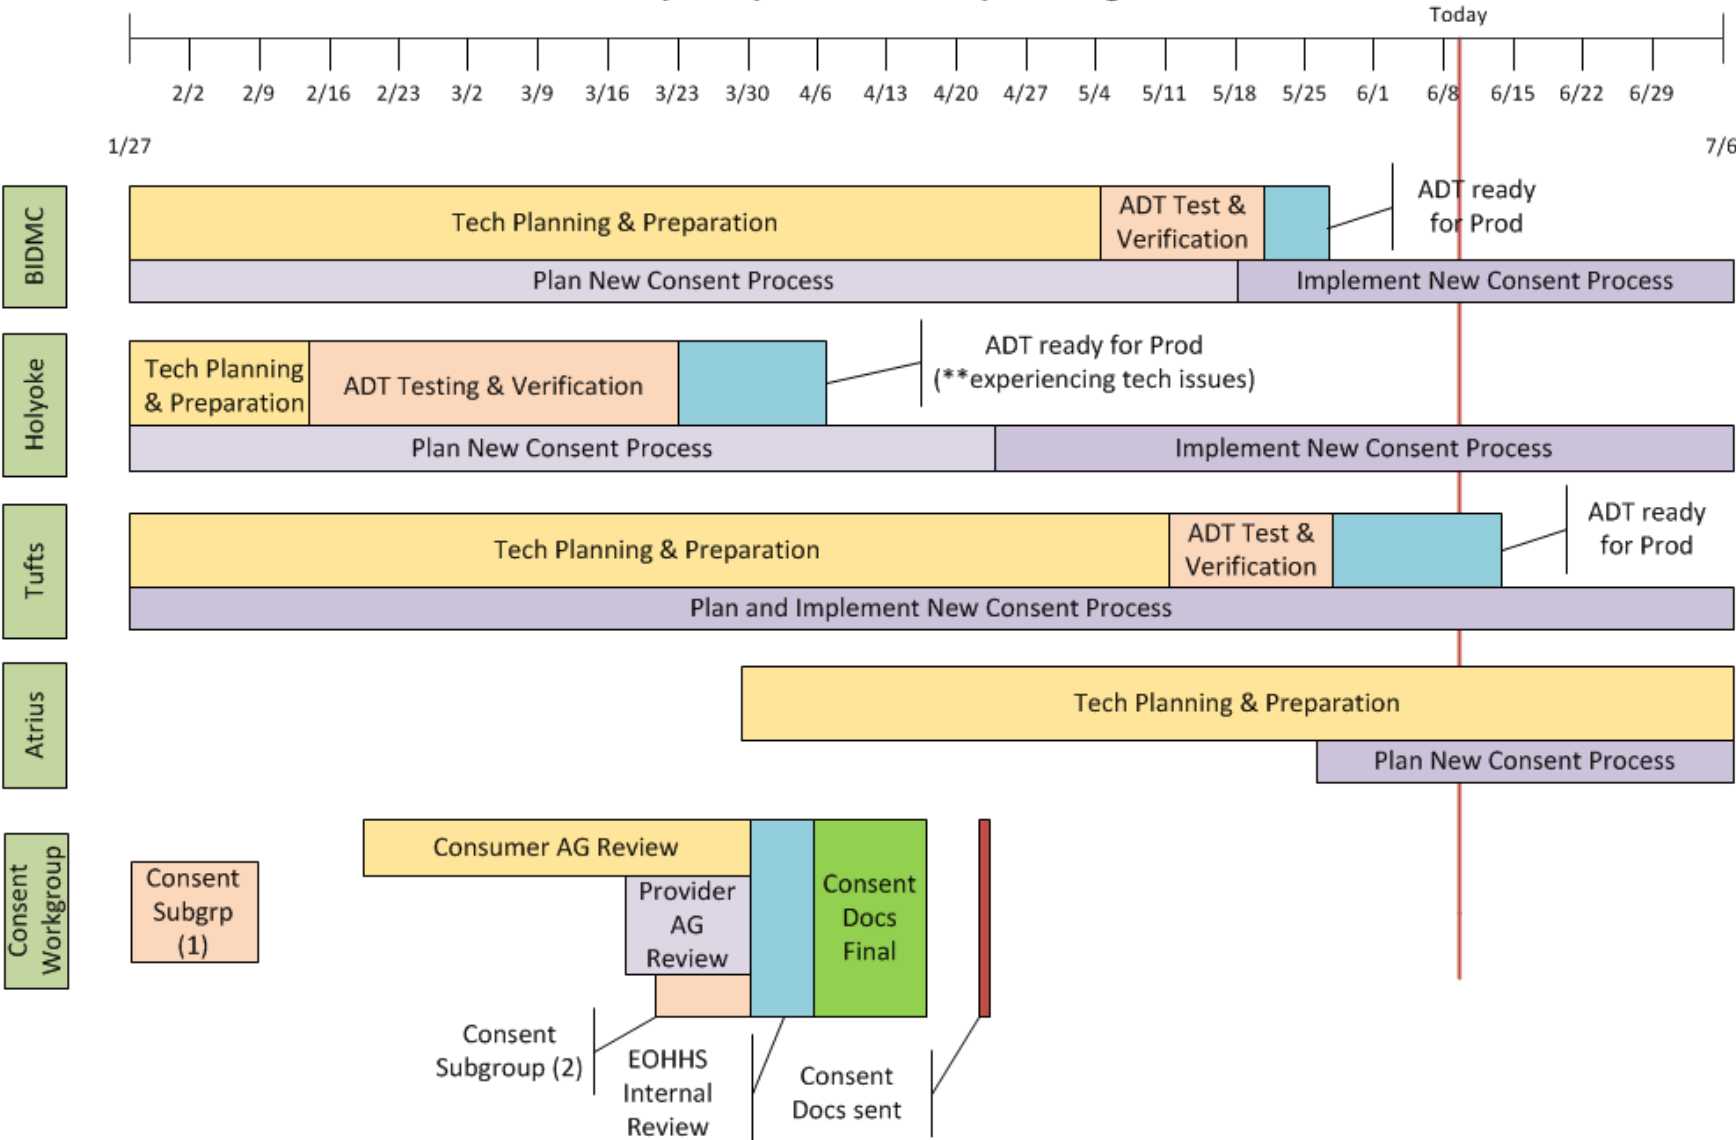 Today
2/2 2/9 2/16 2/23 3/2 3/9 3/16 3/23 3/30 4/6 4/13 4/20 4/27 5/4 5/11 5/18 5/25 6/1 6/8 6/15 6/22 6/29
1/27
7/6
BIDMC
Tech Planning & Preparation
ADT Test &
Verification
ADT ready
for Prod
Plan New Consent Process
Implement New Consent Process
Holyoke
Tech Planning
& Preparation
ADT Testing & Verification
ADT ready for Prod
(**experiencing tech issues)
Plan New Consent Process
Implement New Consent Process
Tufts
Tech Planning & Preparation
ADT Test &
Verification
ADT ready
for Prod
Plan and Implement New Consent Process
Atrius
Tech Planning & Preparation
Plan New Consent Process
Consent
Workgroup
Consent
Subgrp
(1)
Consumer AG Review
Provider
AG
Review
Consent
Docs
Final
Consent
Subgroup (2)
EOHHS
Internal
Review
Consent
Docs sent